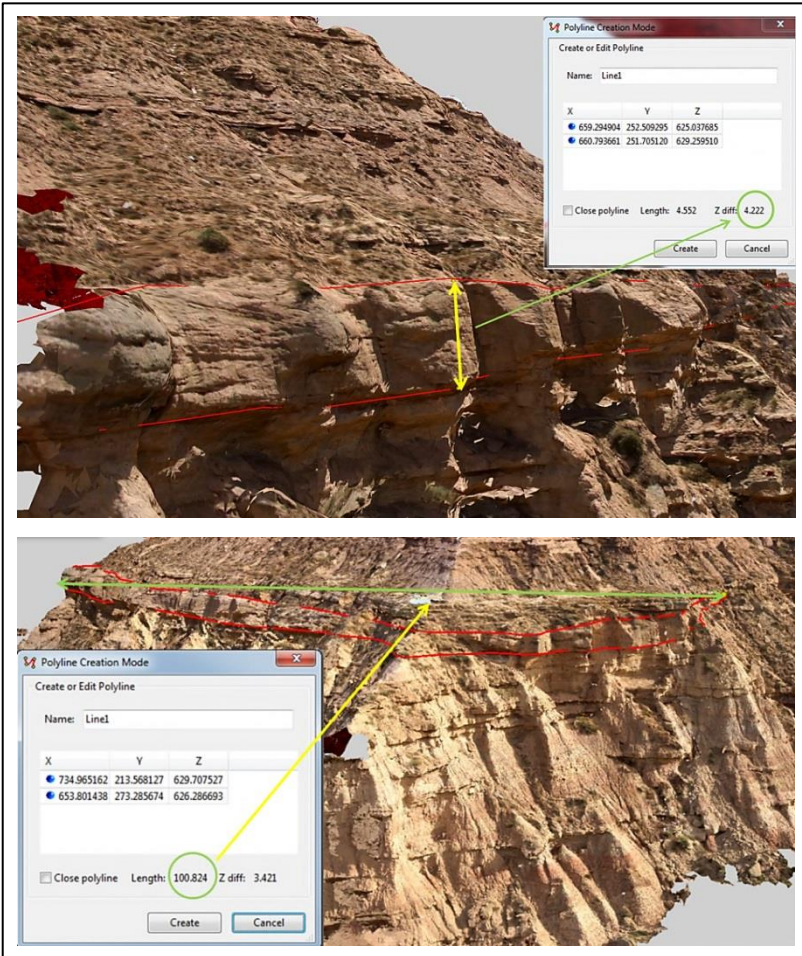 Polyline Creation Mode
Create or Edit Polyline
Name: Line1
X Y Z
659.294904 252.509295 625.037685
660.793661 251.705120 629.259510
Close polyline Length: 4.552 Z diff: 4.222
Create Cancel
Polyline Creation Mode
Create or Edit Polyline
Name: Line1
X Y Z
734.965162 213.568127 629.707527
653.801438 273.285674 626.286693
Close polyline Length: 100.824 Z diff: 3.421
Create Cancel